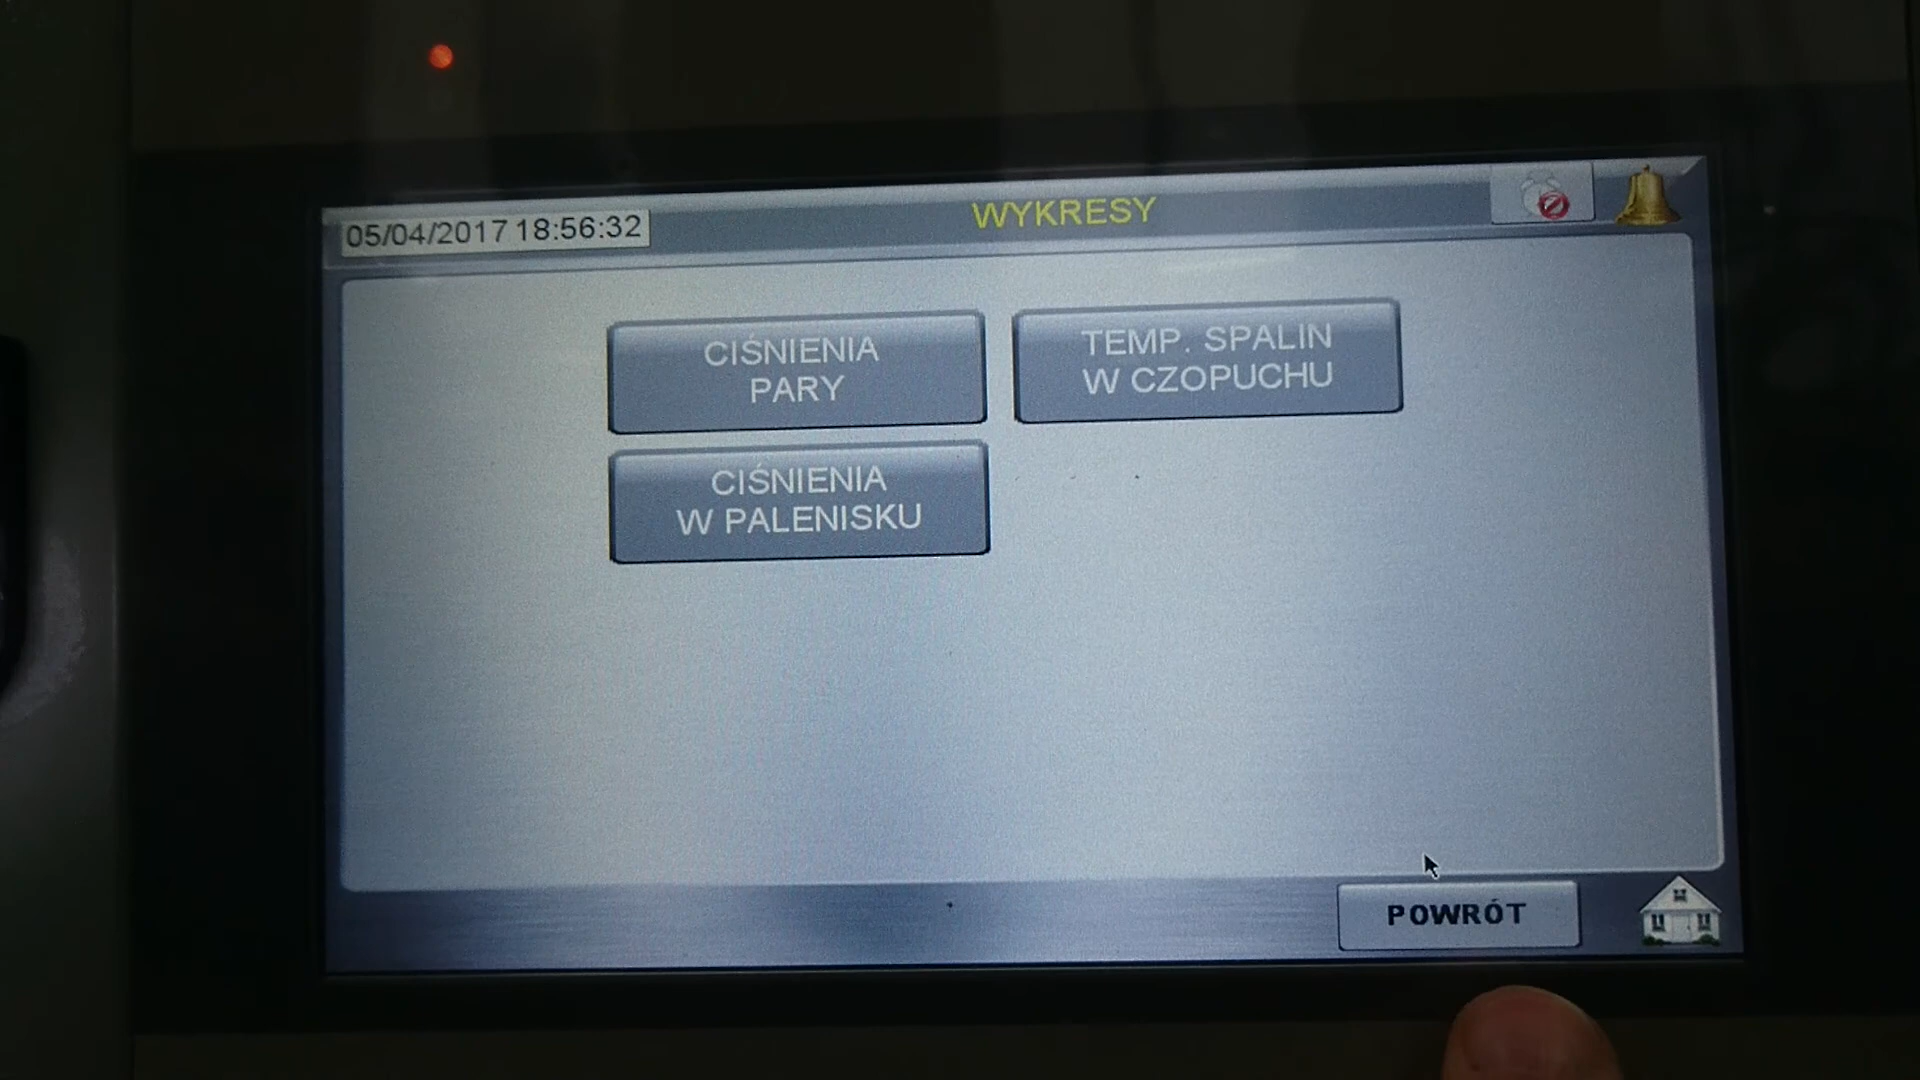 05/04/2017 18:56:32
WYKRESY
CIŚNIENIA
PARY
TEMP. SPALIN
W CZOPUCHU
CIŚNIENIA
W PALENISKU
POWRÓT